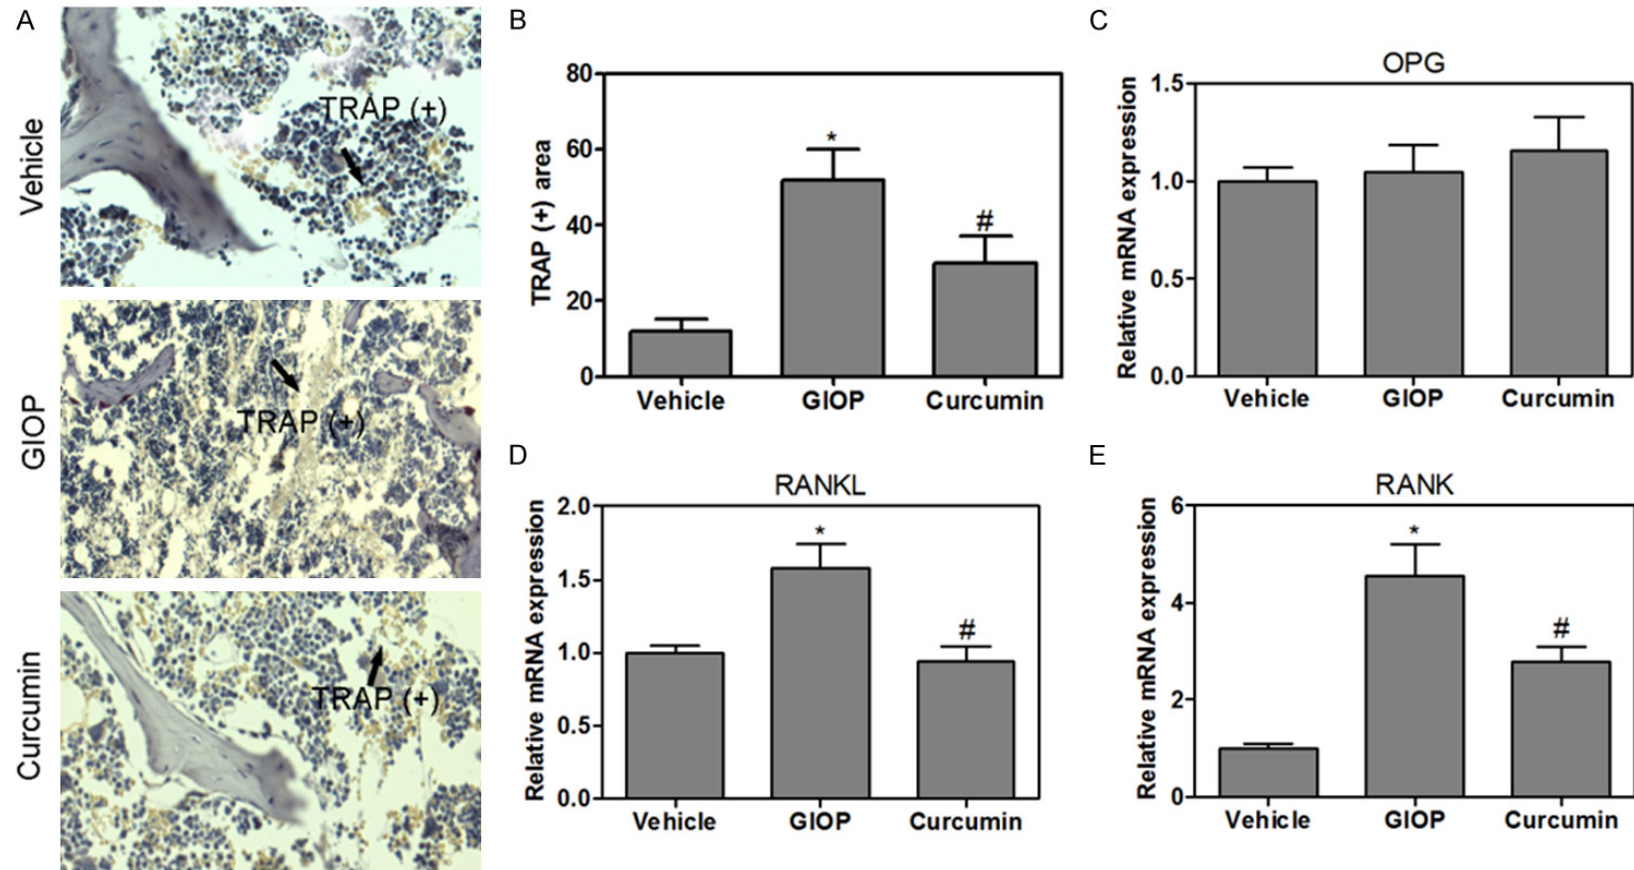 A
Vehicle
TRAP (+)
GIOP
TRAP (+)
Curcumin
TRAP (+)
B
TRAP (+) area
80
60
40
20
0
*
#
Vehicle GIOP Curcumin
C
OPG
Relative mRNA expression
1.5
1.0
0.5
0.0
Vehicle GIOP Curcumin
D
RANKL
Relative mRNA expression
2.0
1.5
1.0
0.5
0.0
*
#
Vehicle GIOP Curcumin
E
RANK
Relative mRNA expression
6
4
2
0
*
#
Vehicle GIOP Curcumin